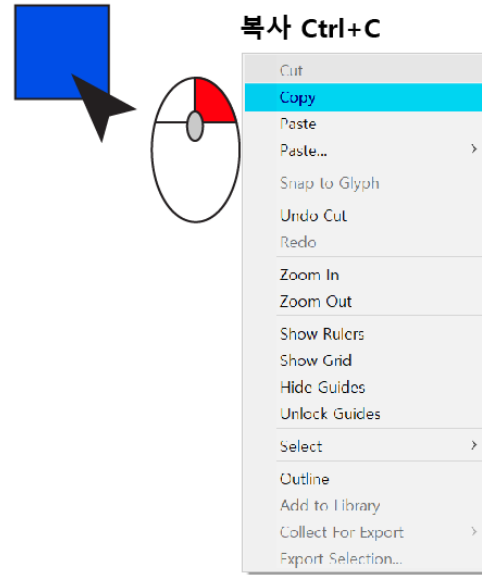 복사 Ctrl+C
Cut
Copy
Paste
Paste...
Snap to Glyph
Undo Cut
Redo
Zoom In
Zoom Out
Show Rulers
Show Grid
Hide Guides
Unlock Guides
Select
Outline
Add to Library
Collect For Export
Export Selection...